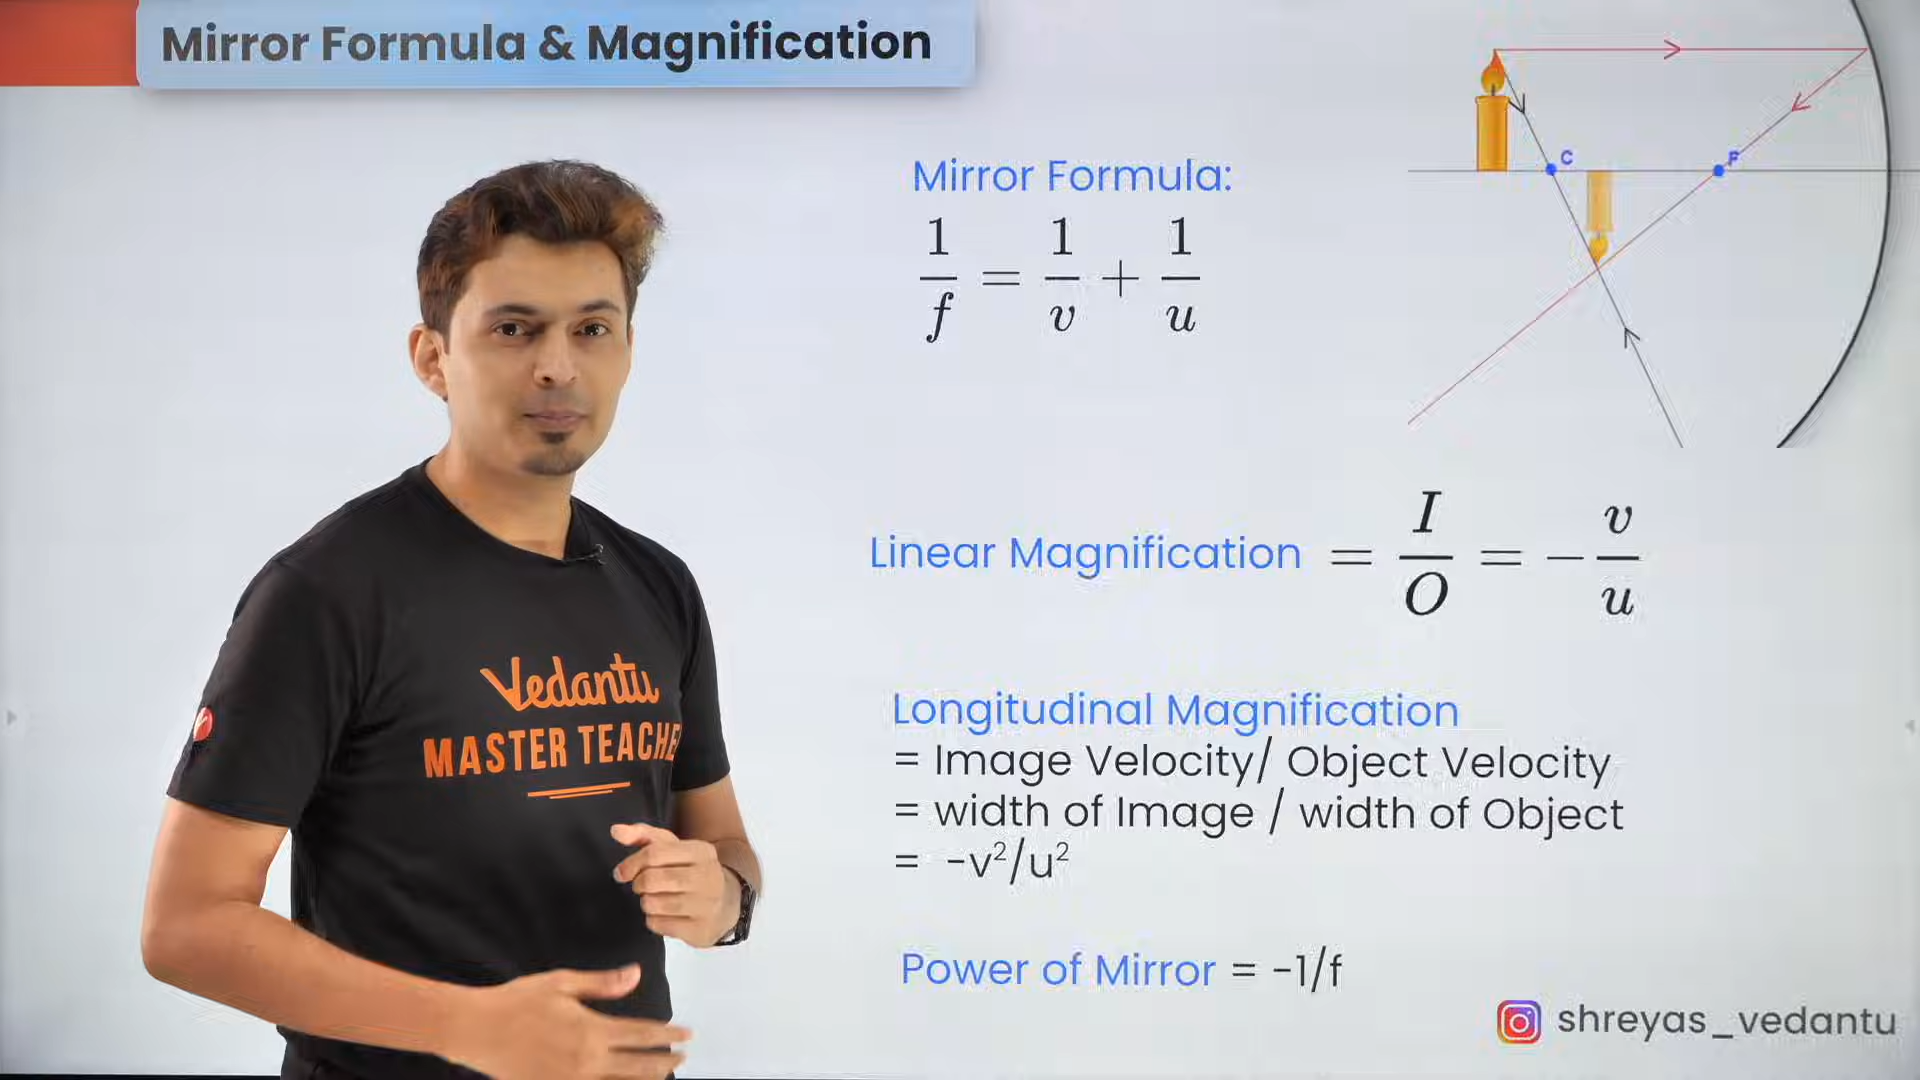 Mirror Formula & Magnification
C
F
Mirror Formula:
1/f = 1/v + 1/u
Linear Magnification = I/O = -v/u
Longitudinal Magnification
= Image Velocity/ Object Velocity
= width of Image / width of Object
= -v²/u²
Power of Mirror = -1/f
Vedantu
MASTER TEACHE
shreyas_vedantu